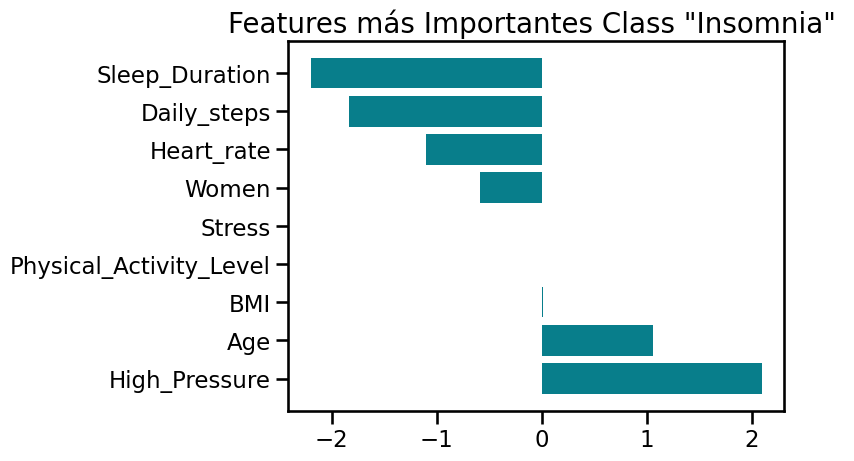 Features más Importantes Class "Insomnia"
Sleep_Duration
Daily_steps
Heart_rate
Women
Stress
Physical_Activity_Level
BMI
Age
High_Pressure
−2 −1 0 1 2